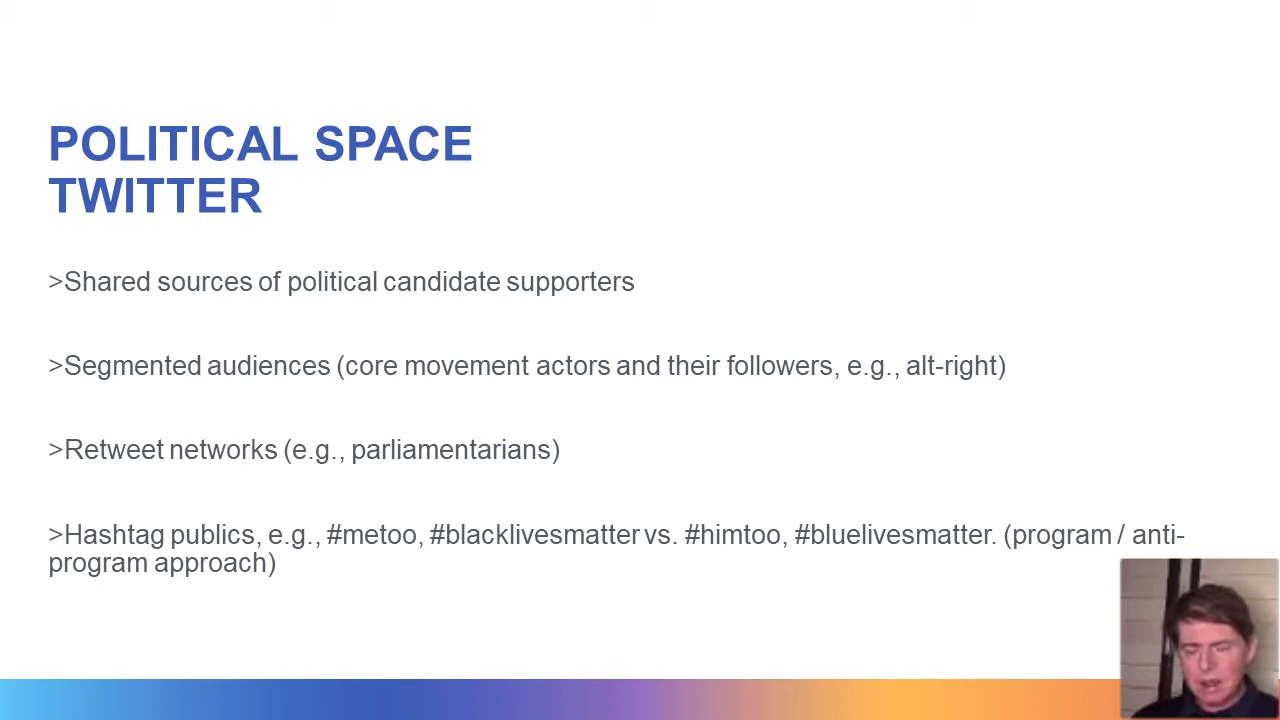 POLITICAL SPACE
TWITTER
>Shared sources of political candidate supporters
>Segmented audiences (core movement actors and their followers, e.g., alt-right)
>Retweet networks (e.g., parliamentarians)
>Hashtag publics, e.g., #metoo, #blacklivesmatter vs. #himtoo, #bluelivesmatter. (program / anti-
program approach)